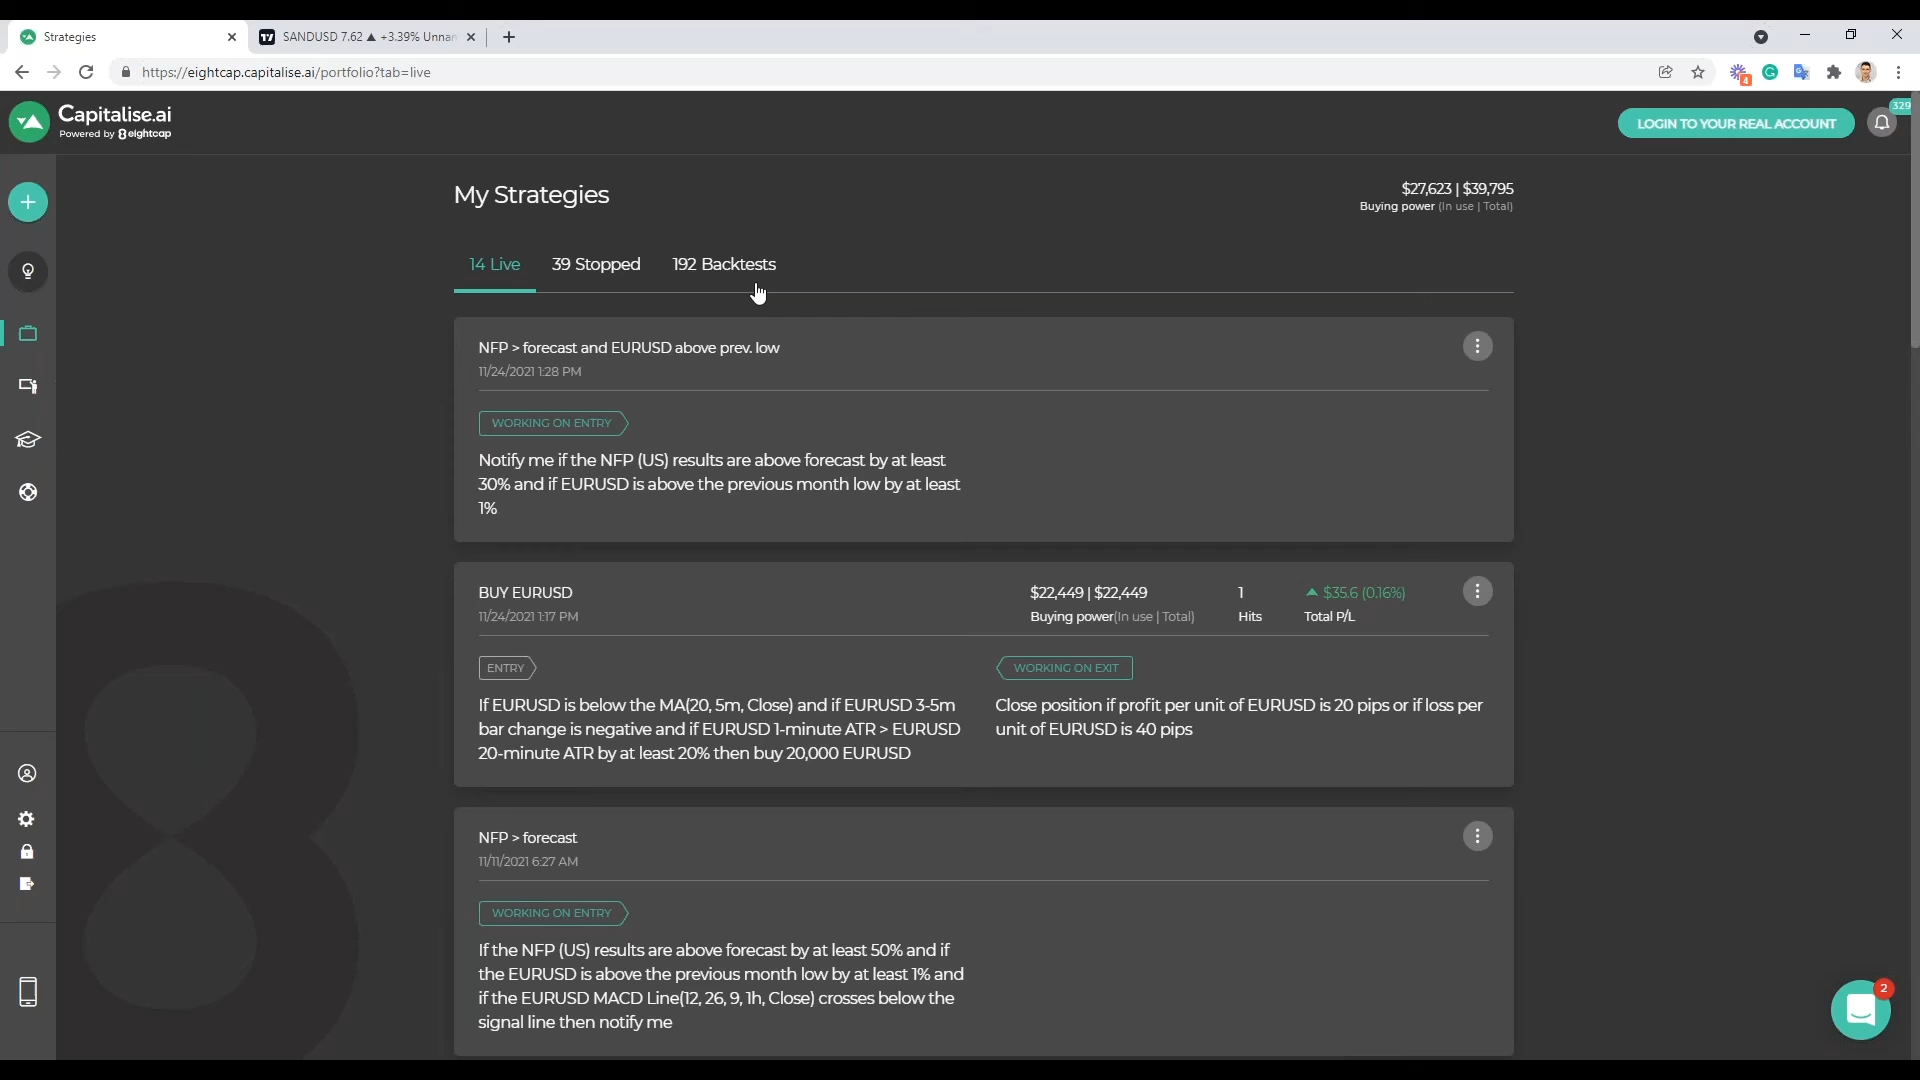 Strategies
SANDUSD 7.62 ▲ +3.39% Unnan
https://eightcap.capitalise.ai/portfolio?tab=live
4
Capitalise.ai
Powered by 8 eightcap
LOGIN TO YOUR REAL ACCOUNT
329
My Strategies
$27,623 | $39,795
Buying power (In use | Total)
14 Live
39 Stopped
192 Backtests
NFP > forecast and EURUSD above prev. low
11/24/2021 1:28 PM
WORKING ON ENTRY
Notify me if the NFP (US) results are above forecast by at least
30% and if EURUSD is above the previous month low by at least
1%
BUY EURUSD
11/24/2021 1:17 PM
$22,449 | $22,449
Buying power(In use | Total)
1
Hits
▲ $35.6 (0.16%)
Total P/L
ENTRY
If EURUSD is below the MA(20, 5m, Close) and if EURUSD 3-5m
bar change is negative and if EURUSD 1-minute ATR > EURUSD
20-minute ATR by at least 20% then buy 20,000 EURUSD
WORKING ON EXIT
Close position if profit per unit of EURUSD is 20 pips or if loss per
unit of EURUSD is 40 pips
NFP > forecast
11/11/2021 6:27 AM
WORKING ON ENTRY
If the NFP (US) results are above forecast by at least 50% and if
the EURUSD is above the previous month low by at least 1% and
if the EURUSD MACD Line(12, 26, 9, 1h, Close) crosses below the
signal line then notify me
2